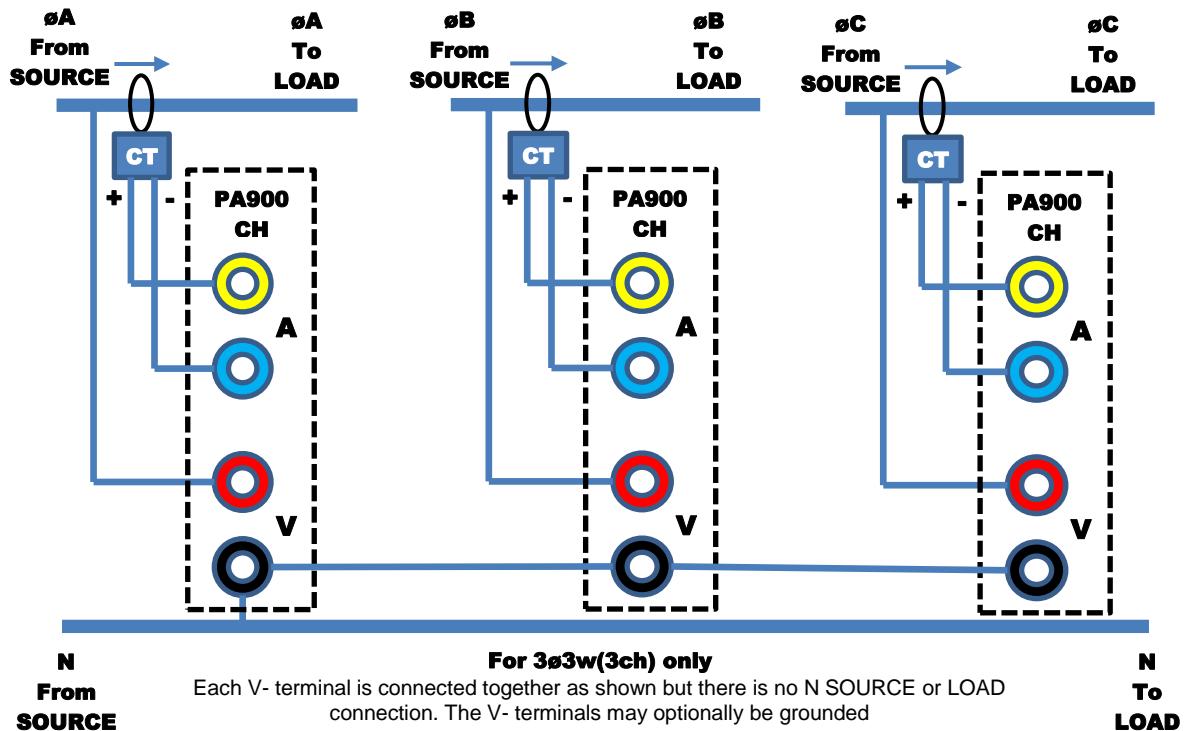 øA
From
SOURCE
øA
To
LOAD
øB
From
SOURCE
øB
To
LOAD
øC
From
SOURCE
øC
To
LOAD
CT
+ -
PA900
CH
A
V
CT
+ -
PA900
CH
A
V
CT
+ -
PA900
CH
A
V
N
From
SOURCE
For 3ø3w(3ch) only
Each V- terminal is connected together as shown but there is no N SOURCE or LOAD
connection. The V- terminals may optionally be grounded
N
To
LOAD